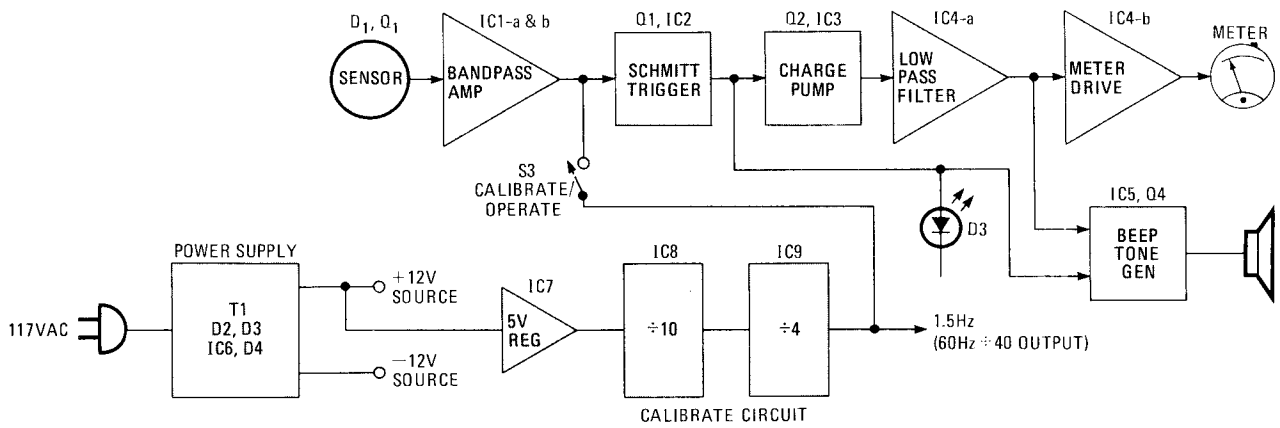 D1, Q1
SENSOR
IC1-a & b
BANDPASS
AMP
Q1, IC2
SCHMITT
TRIGGER
Q2, IC3
CHARGE
PUMP
IC4-a
LOW
PASS
FILTER
IC4-b
METER
DRIVE
METER
S3
CALIBRATE/
OPERATE
D3
IC5, Q4
BEEP
TONE
GEN
POWER SUPPLY
117VAC
T1
D2, D3
IC6, D4
+12V
SOURCE
—12V
SOURCE
IC7
5V
REG
IC8
÷10
IC9
÷4
1.5Hz
(60Hz ÷ 40 OUTPUT)
CALIBRATE CIRCUIT